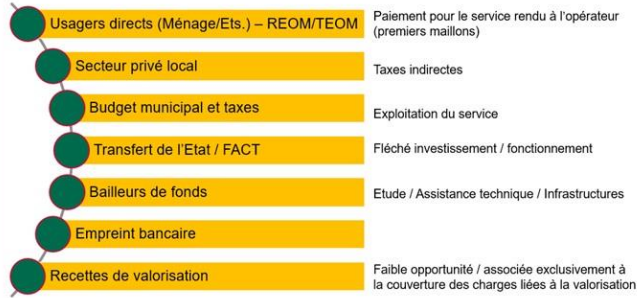 Usagers directs (Ménage/Ets.) – REOM/TEOM
Paiement pour le service rendu à l'opérateur
(premiers maillons)
Secteur privé local
Taxes indirectes
Budget municipal et taxes
Exploitation du service
Transfert de l'Etat / FACT
Fléché investissement / fonctionnement
Bailleurs de fonds
Etude / Assistance technique / Infrastructures
Empreint bancaire
Recettes de valorisation
Faible opportunité / associée exclusivement à
la couverture des charges liées à la valorisation